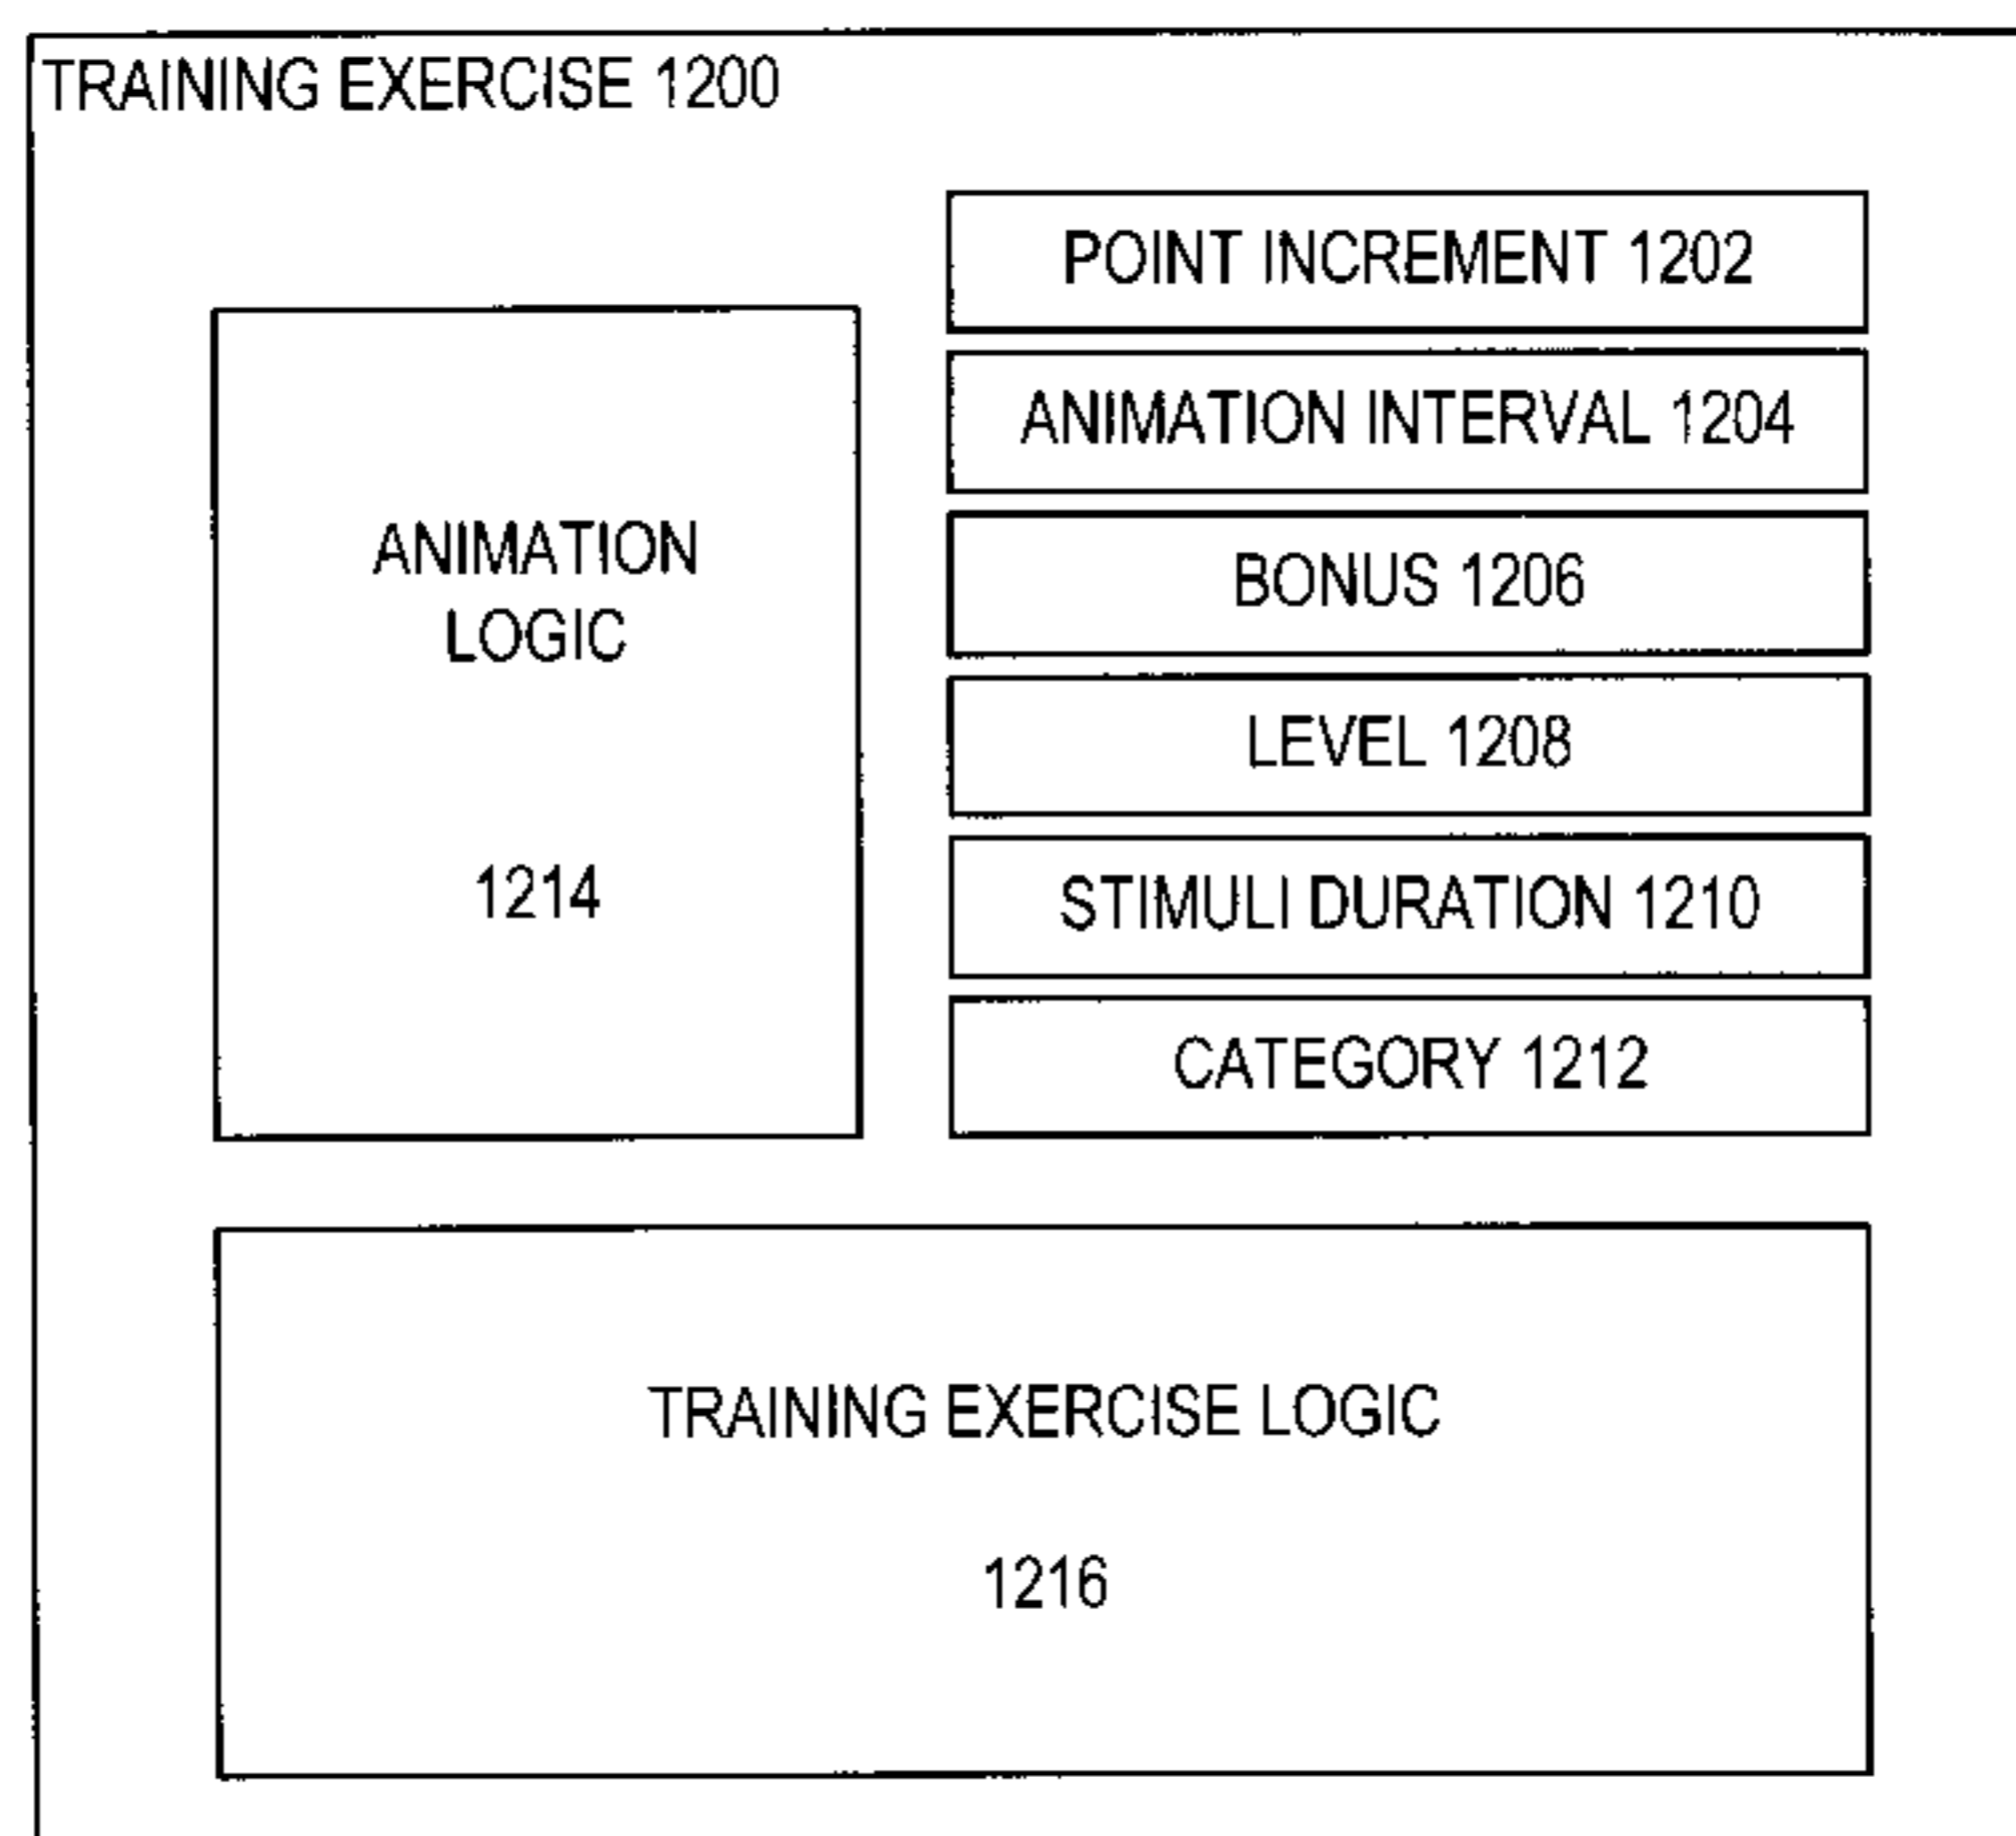 TRAINING EXERCISE 1200
POINT INCREMENT 1202
ANIMATION INTERVAL 1204
BONUS 1206
LEVEL 1208
STIMULI DURATION 1210
CATEGORY 1212
ANIMATION
LOGIC
1214
TRAINING EXERCISE LOGIC
1216